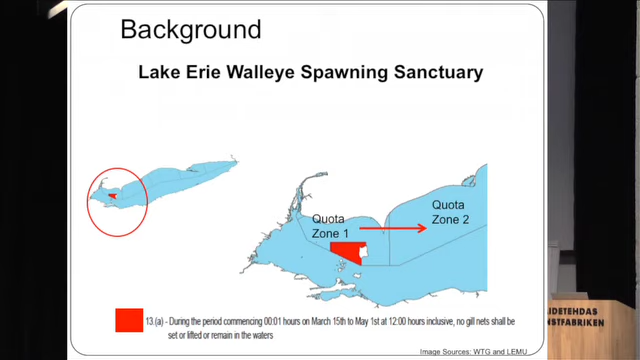 Background
Lake Erie Walleye Spawning Sanctuary
Quota
Zone 1
Quota
Zone 2
13.(a) - During the period commencing 00:01 hours on March 15th to May 1st at 12:00 hours inclusive, no gill nets shall be
set or lifted or remain in the waters
Image Sources: WTG and LEMU
IDETEHDAS
NSTFABRIKEN